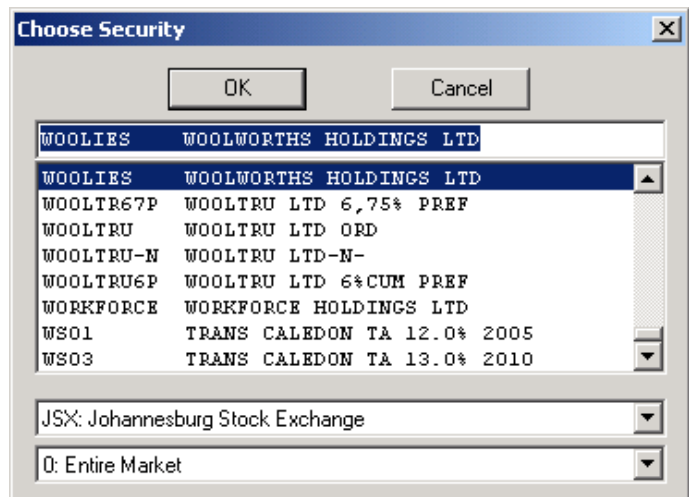 Choose Security
OK Cancel
WOOLIES WOOLWORTHS HOLDINGS LTD
WOOLIES WOOLWORTHS HOLDINGS LTD
WOOLTR67P WOOLTRU LTD 6,75% PREF
WOOLTRU WOOLTRU LTD ORD
WOOLTRU-N WOOLTRU LTD-N-
WOOLTRU6P WOOLTRU LTD 6%CUM PREF
WORKFORCE WORKFORCE HOLDINGS LTD
WS01 TRANS CALEDON TA 12.0% 2005
WS03 TRANS CALEDON TA 13.0% 2010
JSX: Johannesburg Stock Exchange
0: Entire Market